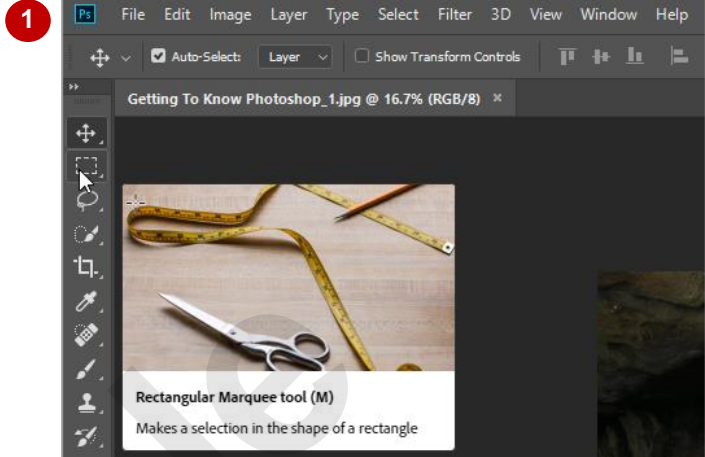 1
Ps File Edit Image Layer Type Select Filter 3D View Window Help
Auto-Select: Layer Show Transform Controls
Getting To Know Photoshop_1.jpg @ 16.7% (RGB/8) ×
Rectangular Marquee tool (M)
Makes a selection in the shape of a rectangle